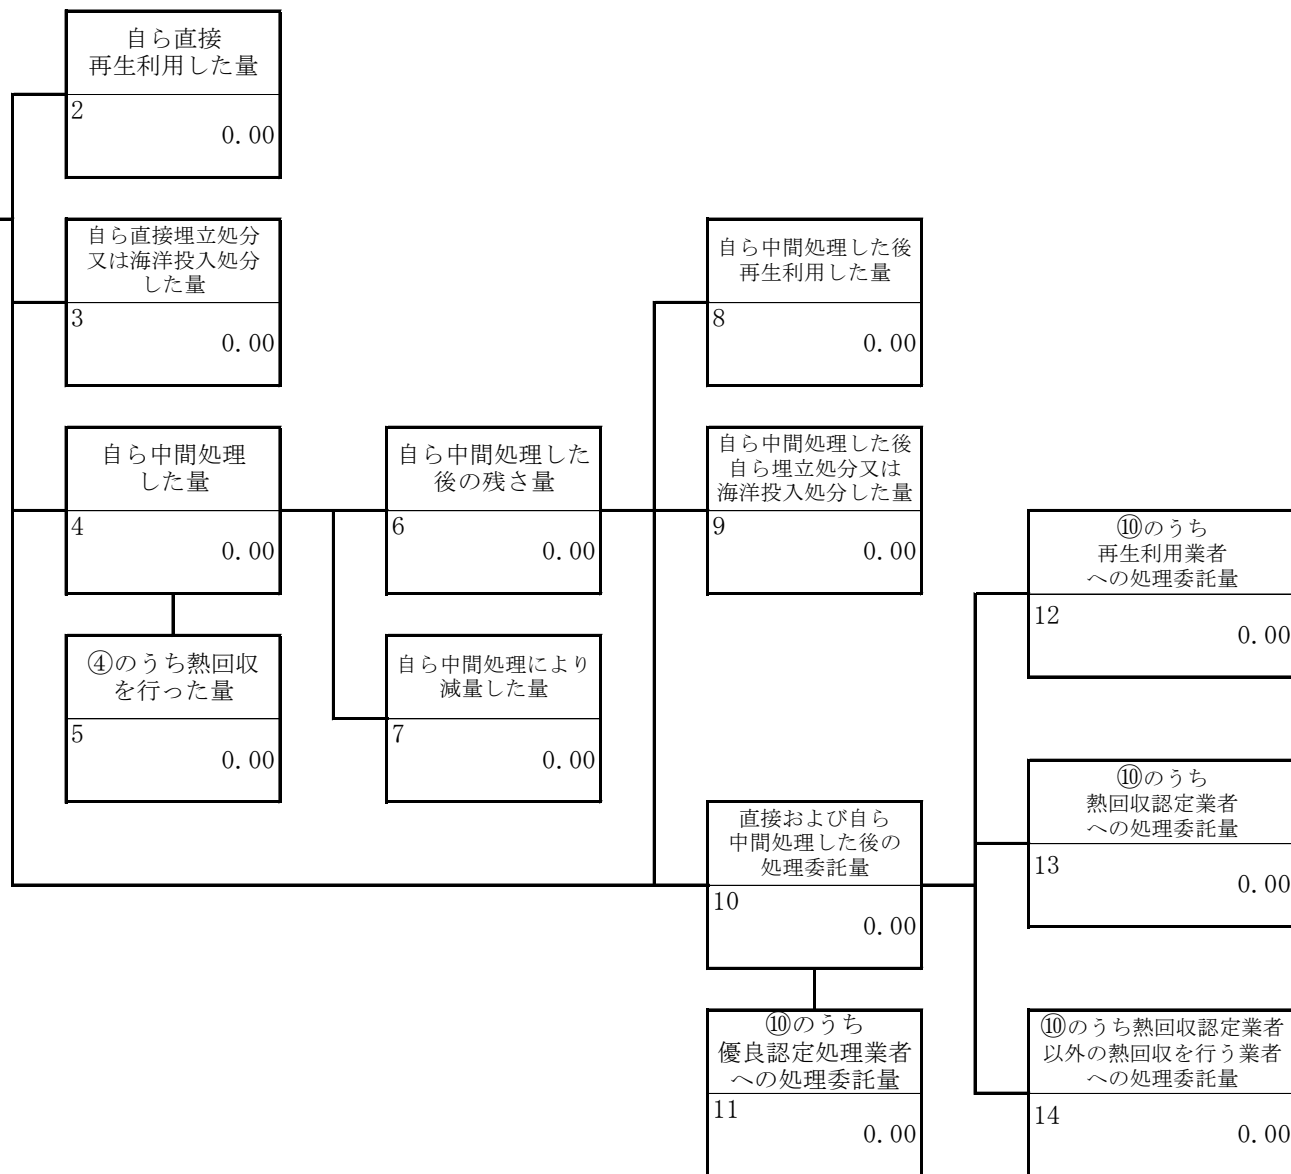 自ら直接
再生利用した量
2
0.00
自ら直接埋立処分
又は海洋投入処分
した量
3
0.00
自ら中間処理した後
再生利用した量
8
0.00
自ら中間処理
した量
4
0.00
自ら中間処理した
後の残さ量
6
0.00
自ら中間処理した後
自ら埋立処分又は
海洋投入処分した量
9
0.00
⑩のうち
再生利用業者
への処理委託量
12
0.00
④のうち熱回収
を行った量
5
0.00
自ら中間処理により
減量した量
7
0.00
⑩のうち
熱回収認定業者
への処理委託量
13
0.00
直接および自ら
中間処理した後の
処理委託量
10
0.00
⑩のうち
優良認定処理業者
への処理委託量
11
0.00
⑩のうち熱回収認定業者
以外の熱回収を行う業者
への処理委託量
14
0.00